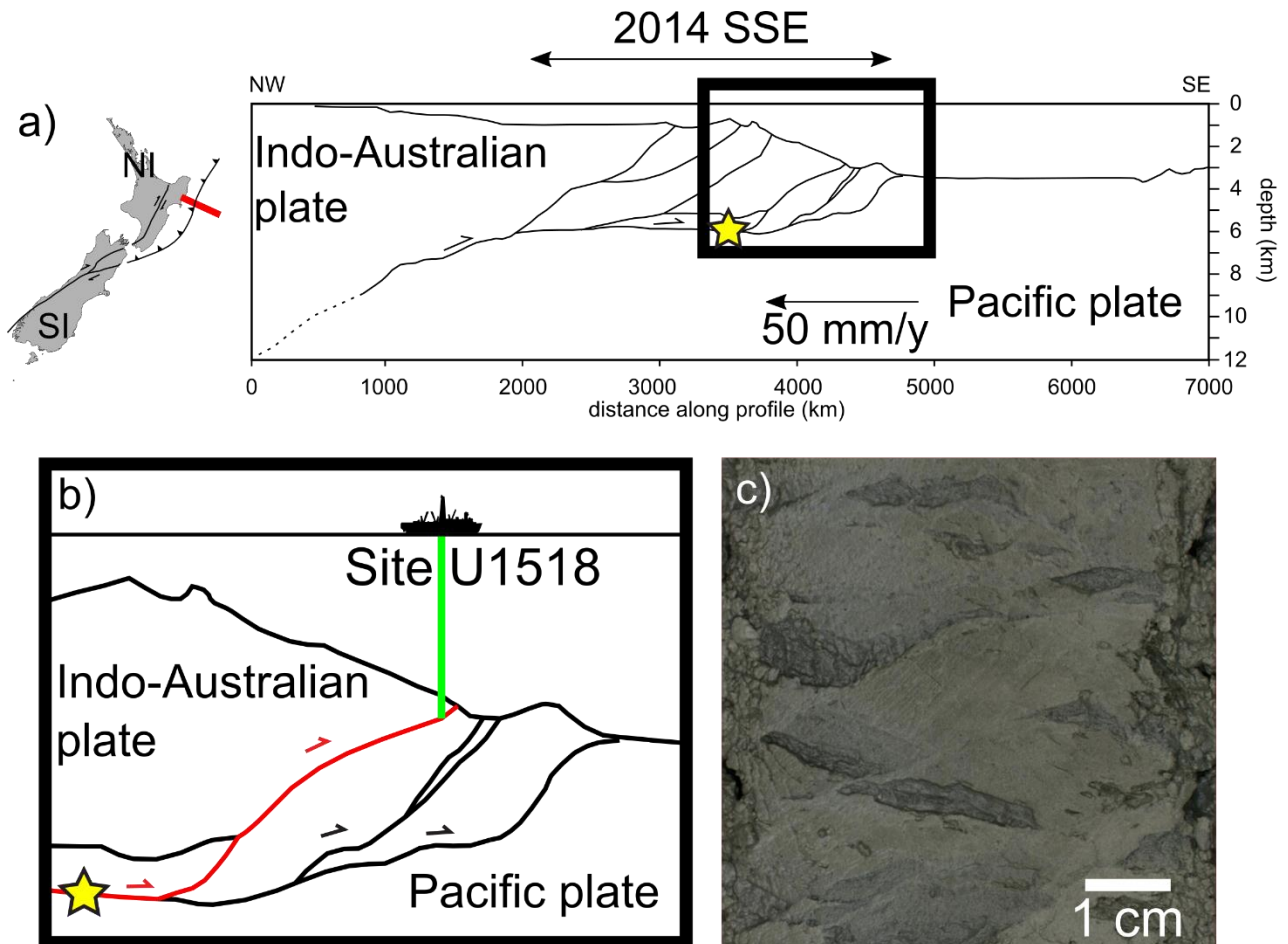 2014 SSE
NW
SE
a)
NI
SI
Indo-Australian
plate
Pacific plate
50 mm/y
0
2
4
6
8
10
12
depth (km)
0
1000
2000
3000
4000
5000
6000
7000
distance along profile (km)
b)
Site U1518
Indo-Australian
plate
Pacific plate
c)
1 cm